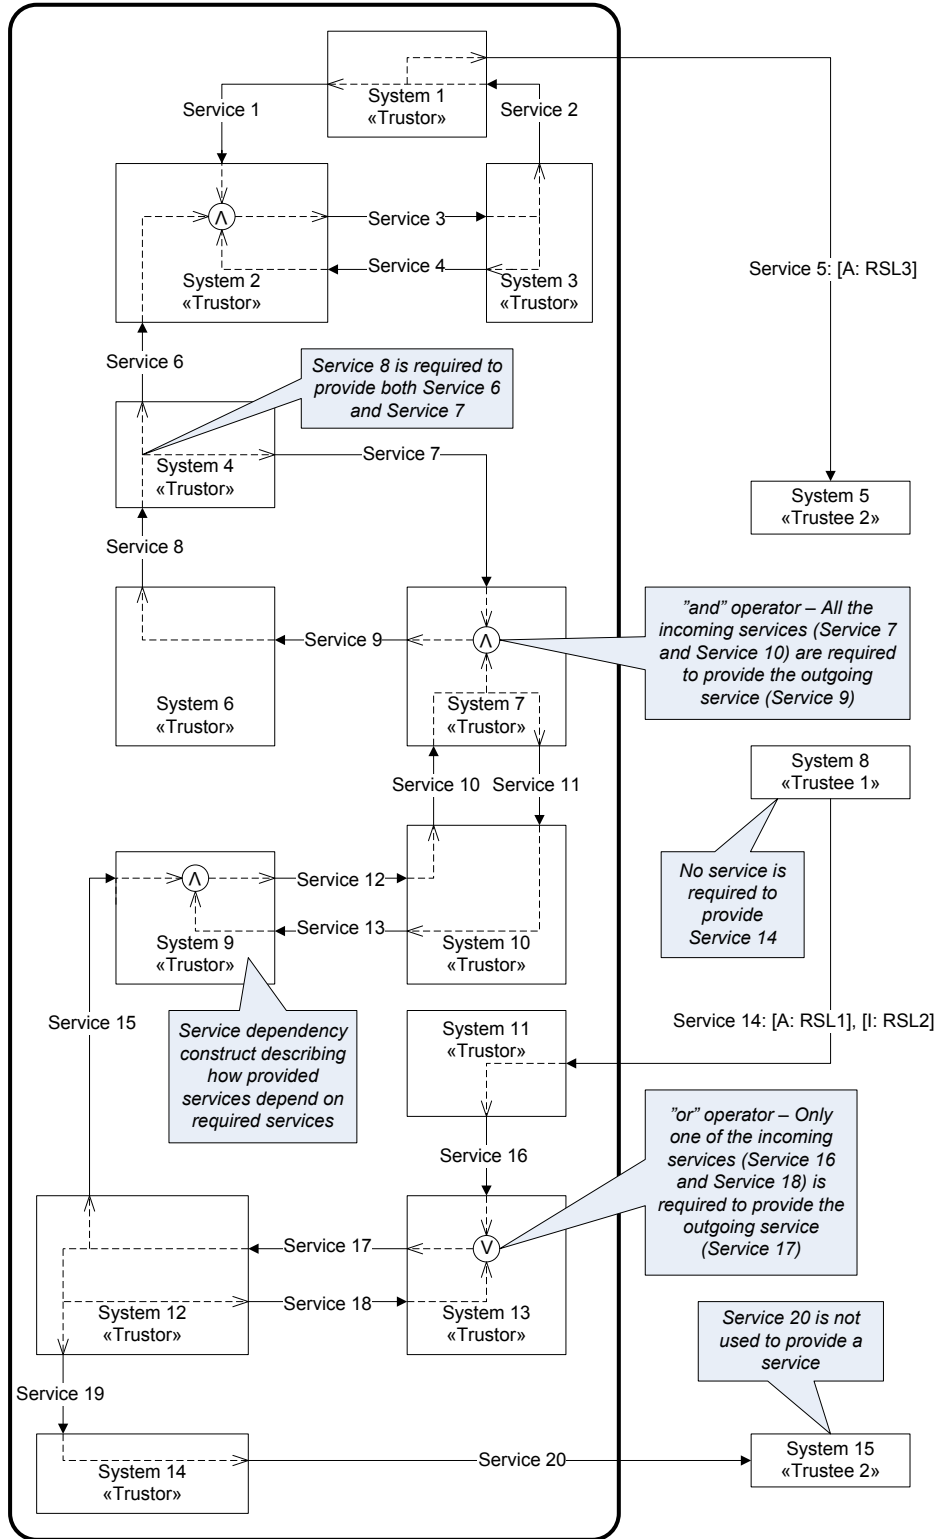 System 1
«Trustor»
Service 1
Service 2
Service 3
Service 4
System 2
«Trustor»
System 3
«Trustor»
Service 5: [A: RSL3]
Service 6
Service 8 is required to
provide both Service 6
and Service 7
System 4
«Trustor»
Service 7
System 5
«Trustee 2»
Service 8
"and" operator – All the
incoming services (Service 7
and Service 10) are required
to provide the outgoing
service (Service 9)
Service 9
System 6
«Trustor»
System 7
«Trustor»
System 8
«Trustee 1»
Service 10
Service 11
No service is
required to
provide
Service 14
Service 12
Service 13
System 9
«Trustor»
System 10
«Trustor»
Service 15
Service dependency
construct describing
how provided
services depend on
required services
System 11
«Trustor»
Service 14: [A: RSL1], [I: RSL2]
"or" operator – Only
one of the incoming
services (Service 16
and Service 18) is
required to provide the
outgoing service
(Service 17)
Service 16
Service 17
Service 18
System 12
«Trustor»
System 13
«Trustor»
Service 20 is not
used to provide a
service
Service 19
System 14
«Trustor»
Service 20
System 15
«Trustee 2»